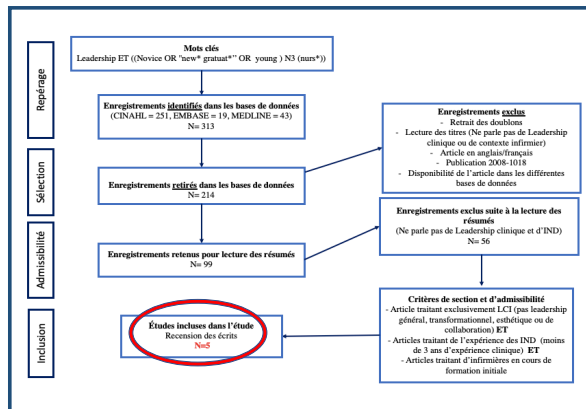 Repérage
Mots clés
Leadership ET ((Novice OR "new* gratuat*" OR young ) N3 (nurs*))
Enregistrements identifiés dans les bases de données
(CINAHL = 251, EMBASE = 19, MEDLINE = 43)
N= 313
Enregistrements exclus
- Retrait des doublons
- Lecture des titres (Ne parle pas de Leadership
clinique ou de contexte infirmier)
- Article en anglais/français
- Publication 2008-1018
- Disponibilité de l'article dans les différentes
bases de données
Sélection
Enregistrements retirés dans les bases de données
N= 214
Enregistrements exclus suite à la lecture des
résumés
(Ne parle pas de Leadership clinique et d'IND)
N= 56
Admissibilité
Enregistrements retenus pour lecture des résumés
N= 99
Critères de section et d'admissibilité
- Article traitant exclusivement LCI (pas leadership
général, transformationnel, esthétique ou de
collaboration) ET
- Articles traitant de l'expérience des IND (moins
de 3 ans d'expérience clinique) ET
- Articles traitant d'infirmières en cours de
formation initiale
Inclusion
Études incluses dans l'étude
Recension des écrits
N=5